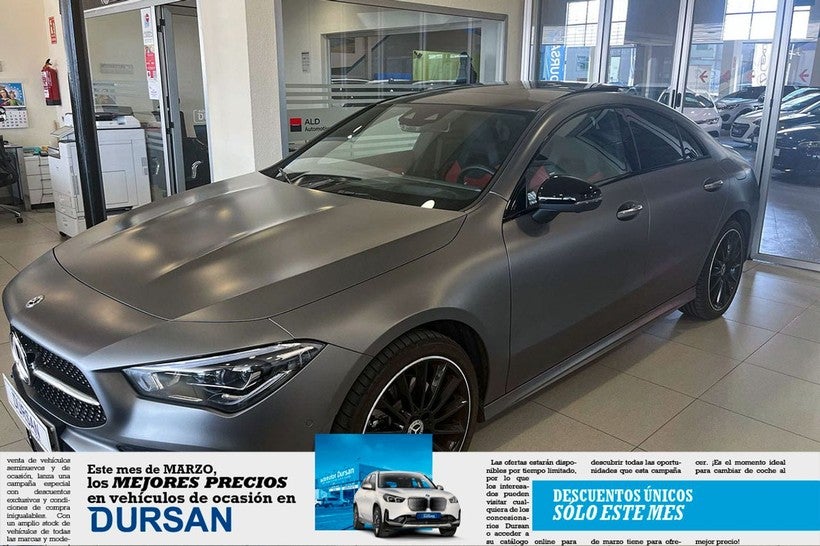 ALD
Automotive
DURSAN
DURSAN
venta de vehículos
seminuevos y de
ocasión, lanza una
campaña especial
con descuentos
exclusivos y condi-
ciones de compra
inigualables. Con
un amplio stock de
vehículos de todas
las marcas y mode-
Este mes de MARZO,
los MEJORES PRECIOS
en vehículos de ocasión en
DURSAN
Dursan
Las ofertas estarán dispo-
nibles por tiempo limitado,
por lo que
los interesa-
dos pueden
visitar cual-
quiera de los
concesiona-
rios Dursan
o acceder a
su catálogo online para
descubrir todas las oportu-
nidades que esta campaña
DESCUENTOS ÚNICOS
SÓLO ESTE MES
de marzo tiene para ofre-
cer. ¡Es el momento ideal
para cambiar de coche al
mejor precio!